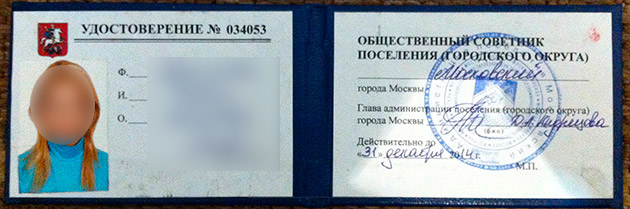 УДОСТОВЕРЕНИЕ № 034053
Ф.
И.
О.
ОБЩЕСТВЕННЫЙ СОВЕТНИК
ПОСЕЛЕНИЯ (ГОРОДСКОГО ОКРУГА)
Московский
города Москвы
Глава администрации поселения (городского округа)
города Москвы
(фио)
Действительно до
«31» декабря 2014 г.
М.П.